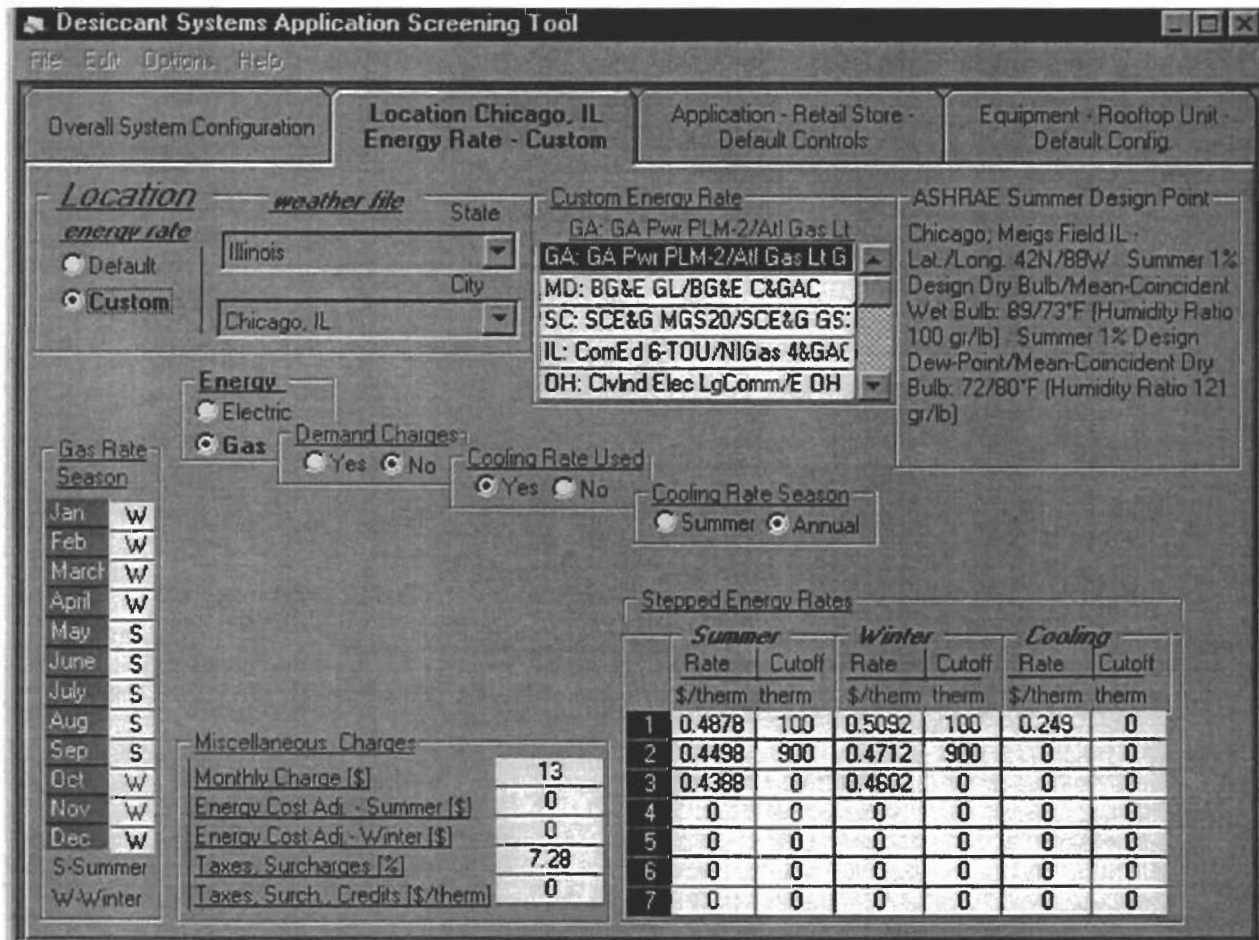 Desiccant Systems Application Screening Tool
File Edit Options Help
Overall System Configuration
Location Chicago, IL
Energy Rate - Custom
Application - Retail Store -
Default Controls
Equipment - Rooftop Unit -
Default Config.
Location
energy rate
Default
Custom
weather file
State
Illinois
City
Chicago, IL
Custom Energy Rate
GA: GA Pwr PLM-2/Atl Gas Lt
GA: GA Pwr PLM-2/Atl Gas Lt G
MD: BG&E GL/BG&E C&GAC
SC: SCE&G MGS20/SCE&G GS:
IL: ComEd 6-TOU/NIGas 4&GAC
OH: Clvlnd Elec LgComm/E OH
ASHRAE Summer Design Point
Chicago, Meigs Field IL -
Lat./Long. 42N/88W . Summer 1%
Design Dry Bulb/Mean-Coincident
Wet Bulb: 89/73°F (Humidity Ratio
100 gr/lb) . Summer 1% Design
Dew-Point/Mean-Coincident Dry
Bulb: 72/80°F (Humidity Ratio 121
gr/lb)
Energy
Electric
Gas
Demand Charges
Yes No
Cooling Rate Used
Yes No
Cooling Rate Season
Summer Annual
Gas Rate
Season
Jan W
Feb W
March W
April W
May S
June S
July S
Aug S
Sep S
Oct W
Nov W
Dec W
S-Summer
W-Winter
Miscellaneous Charges
Monthly Charge [$] 13
Energy Cost Adj. - Summer [$] 0
Energy Cost Adj - Winter [$] 0
Taxes, Surcharges [%] 7.28
Taxes, Surch., Credits [$/therm] 0
Stepped Energy Rates
Summer Winter Cooling
Rate Cutoff Rate Cutoff Rate Cutoff
$/therm therm $/therm therm $/therm therm
1 0.4878 100 0.5092 100 0.249 0
2 0.4498 900 0.4712 900 0 0
3 0.4388 0 0.4602 0 0 0
4 0 0 0 0 0 0
5 0 0 0 0 0 0
6 0 0 0 0 0 0
7 0 0 0 0 0 0